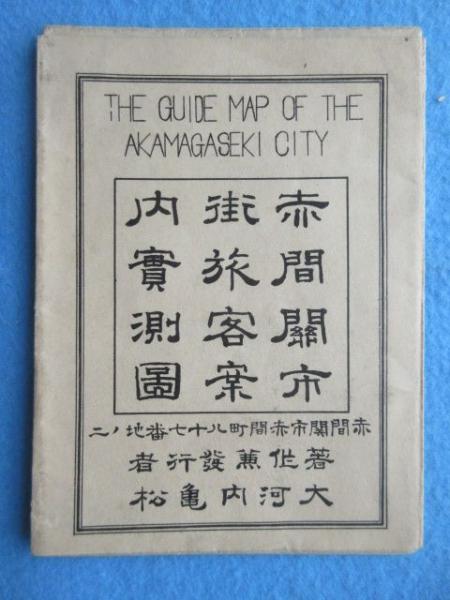 THE GUIDE MAP OF THE
AKAMAGASEKI CITY
赤間關市
街旅客案
内實測圖
赤間關市赤間町八十七番地ノ二
著作兼發行者
大河内亀松